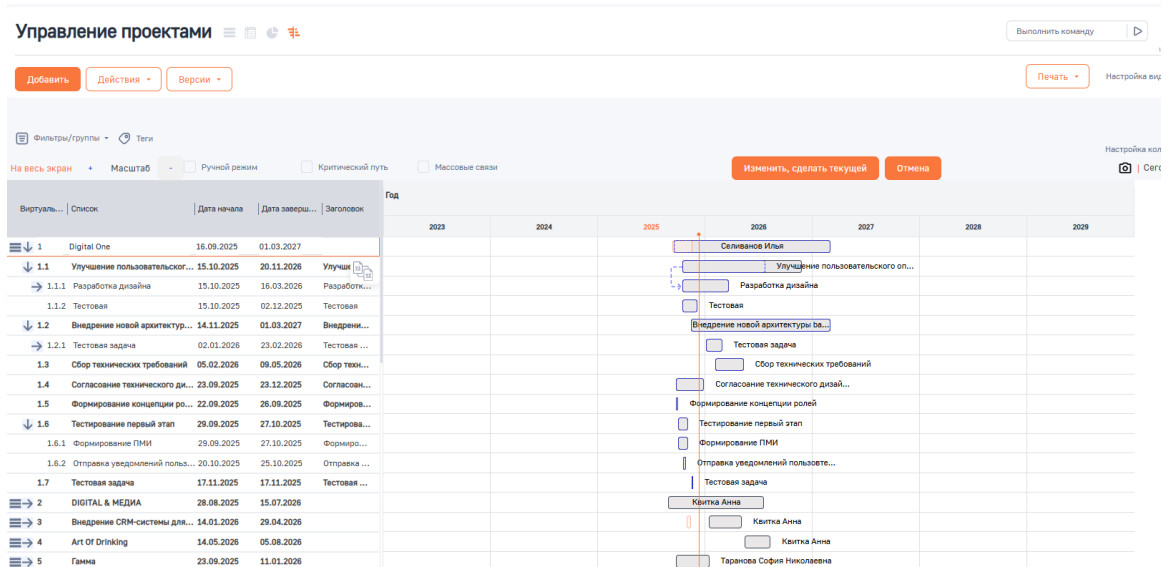 Управление проектами
Выполнить команду
Добавить Действия Версии Печать Настройка вид
Фильтры/группы Теги
Настройка кол
На весь экран + Масштаб - Ручной режим Критический путь Массовые связи Изменить, сделать текущей Отмена Сегс
Виртуаль... Список Дата начала Дата заверш... Заголовок Год
2023 2024 2025 2026 2027 2028 2029
1 Digital One 16.09.2025 01.03.2027 Селиванов Илья
1.1 Улучшение пользовательског... 15.10.2025 20.11.2026 Улучше Улучшение пользовательского оп...
1.1.1 Разработка дизайна 15.10.2025 16.03.2026 Разработк... Разработка дизайна
1.1.2 Тестовая 15.10.2025 02.12.2025 Тестовая Тестовая
1.2 Внедрение новой архитектур... 14.11.2025 01.03.2027 Внедрени... Внедрение новой архитектуры ba...
1.2.1 Тестовая задача 02.01.2026 23.02.2026 Тестовая ... Тестовая задача
1.3 Сбор технических требований 05.02.2026 09.05.2026 Сбор техн... Сбор технических требований
1.4 Согласоание технического ди... 23.09.2025 23.12.2025 Согласоан... Согласоание технического дизай...
1.5 Формирование концепции ро... 22.09.2025 26.09.2025 Формиров... Формирование концепции ролей
1.6 Тестирование первый этап 29.09.2025 27.10.2025 Тестирова... Тестирование первый этап
1.6.1 Формирование ПМИ 29.09.2025 27.10.2025 Формиро... Формирование ПМИ
1.6.2 Отправка уведомлений польз... 20.10.2025 25.10.2025 Отправка ... Отправка уведомлений пользовте...
1.7 Тестовая задача 17.11.2025 17.11.2025 Тестовая ... Тестовая задача
2 DIGITAL & МЕДИА 28.08.2025 15.07.2026 Квитка Анна
3 Внедрение CRM-системы для... 14.01.2026 29.04.2026 Квитка Анна
4 Art Of Drinking 14.05.2026 05.08.2026 Квитка Анна
5 Гамма 23.09.2025 11.01.2026 Таранова София Николаевна